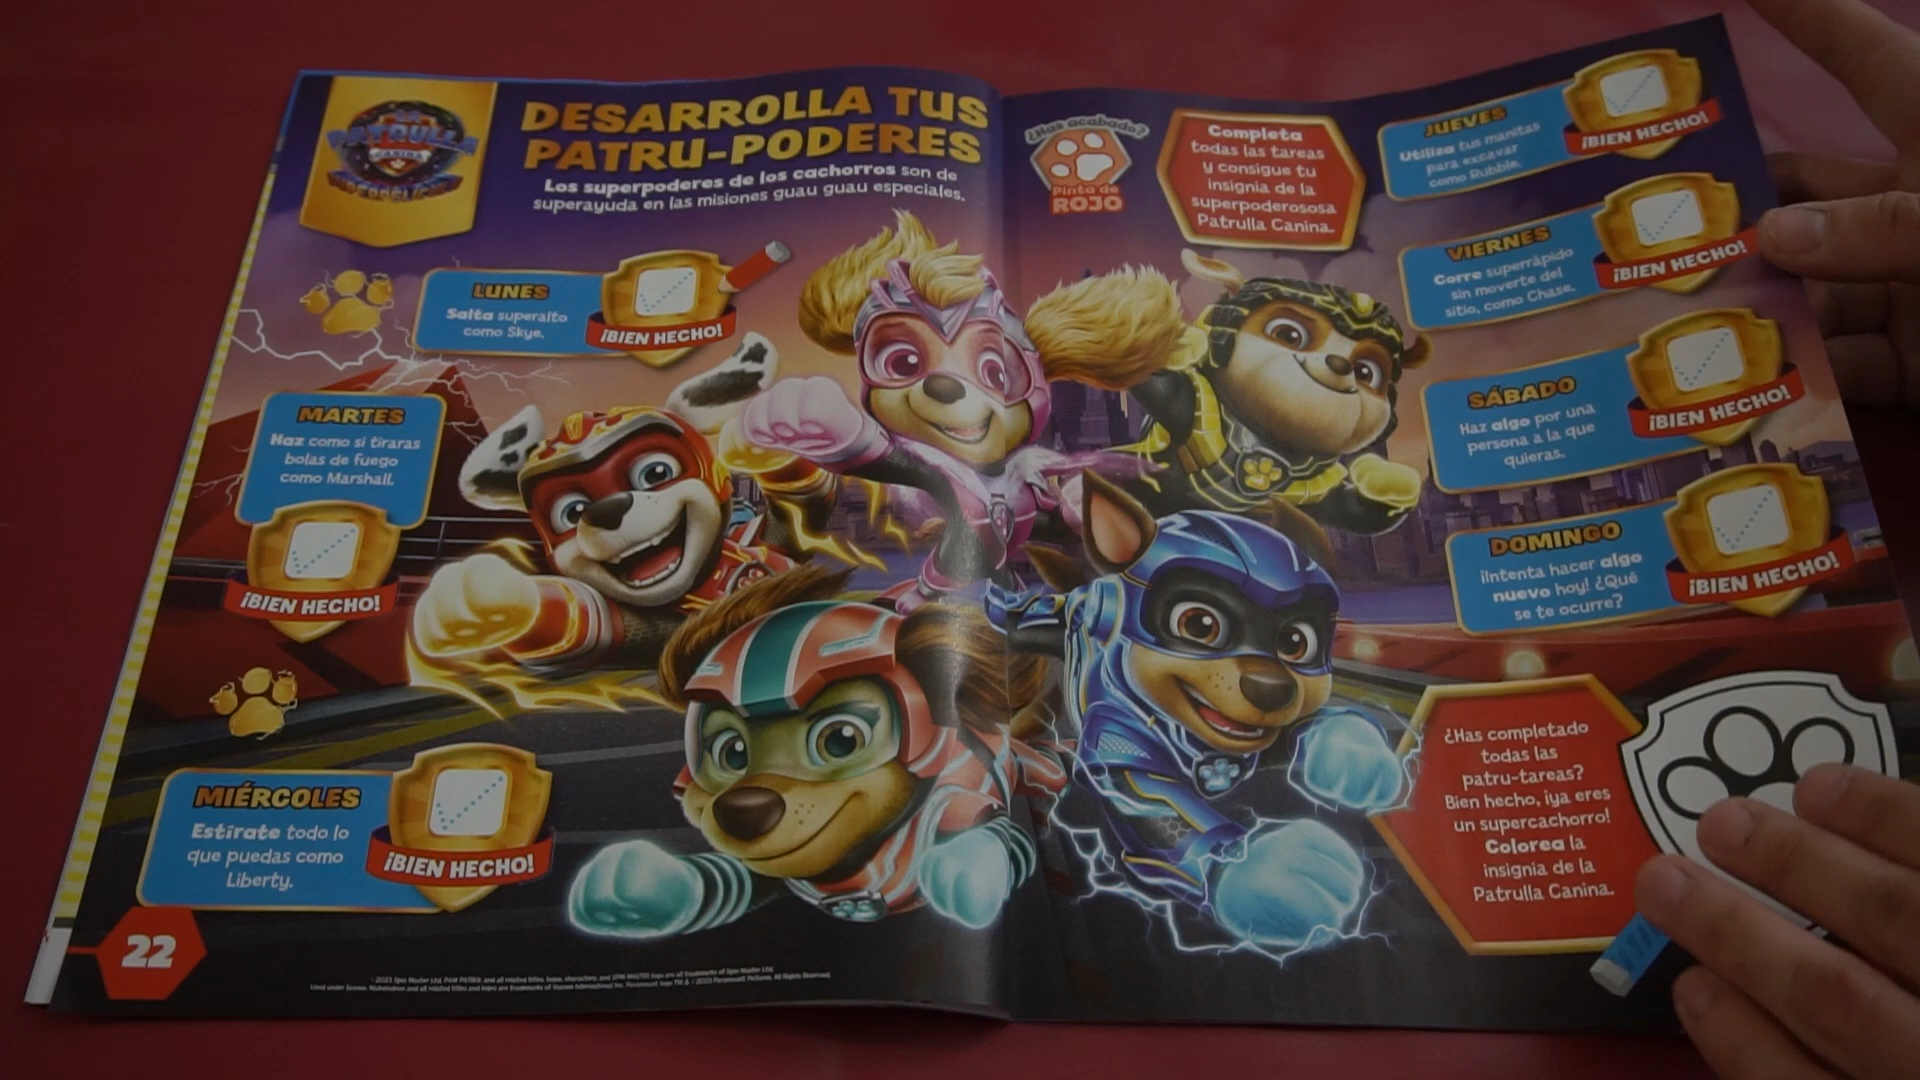 LA
PATRULLA
CANINA
DESARROLLA TUS
PATRU-PODERES
Los superpoderes de los cachorros son de
superayuda en las misiones guau guau especiales.
LUNES
Salta superalto
como Skye.
¡BIEN HECHO!
MARTES
Haz como si tiraras
bolas de fuego
como Marshall.
¡BIEN HECHO!
MIÉRCOLES
Estírate todo lo
que puedas como
Liberty.
¡BIEN HECHO!
22
¿Has acabado?
Pinta de
ROJO
Completa
todas las tareas
y consigue tu
insignia de la
superpoderososa
Patrulla Canina.
JUEVES
Utiliza tus manitas
para excavar
como Rubble.
¡BIEN HECHO!
VIERNES
Corre superrápido
sin moverte del
sitio, como Chase.
¡BIEN HECHO!
SÁBADO
Haz algo por una
persona a la que
quieras.
¡BIEN HECHO!
DOMINGO
¡Intenta hacer algo
nuevo hoy! ¿Qué
se te ocurre?
¡BIEN HECHO!
¿Has completado
todas las
patru-tareas?
Bien hecho, ¡ya eres
un supercachorro!
Colorea la
insignia de la
Patrulla Canina.